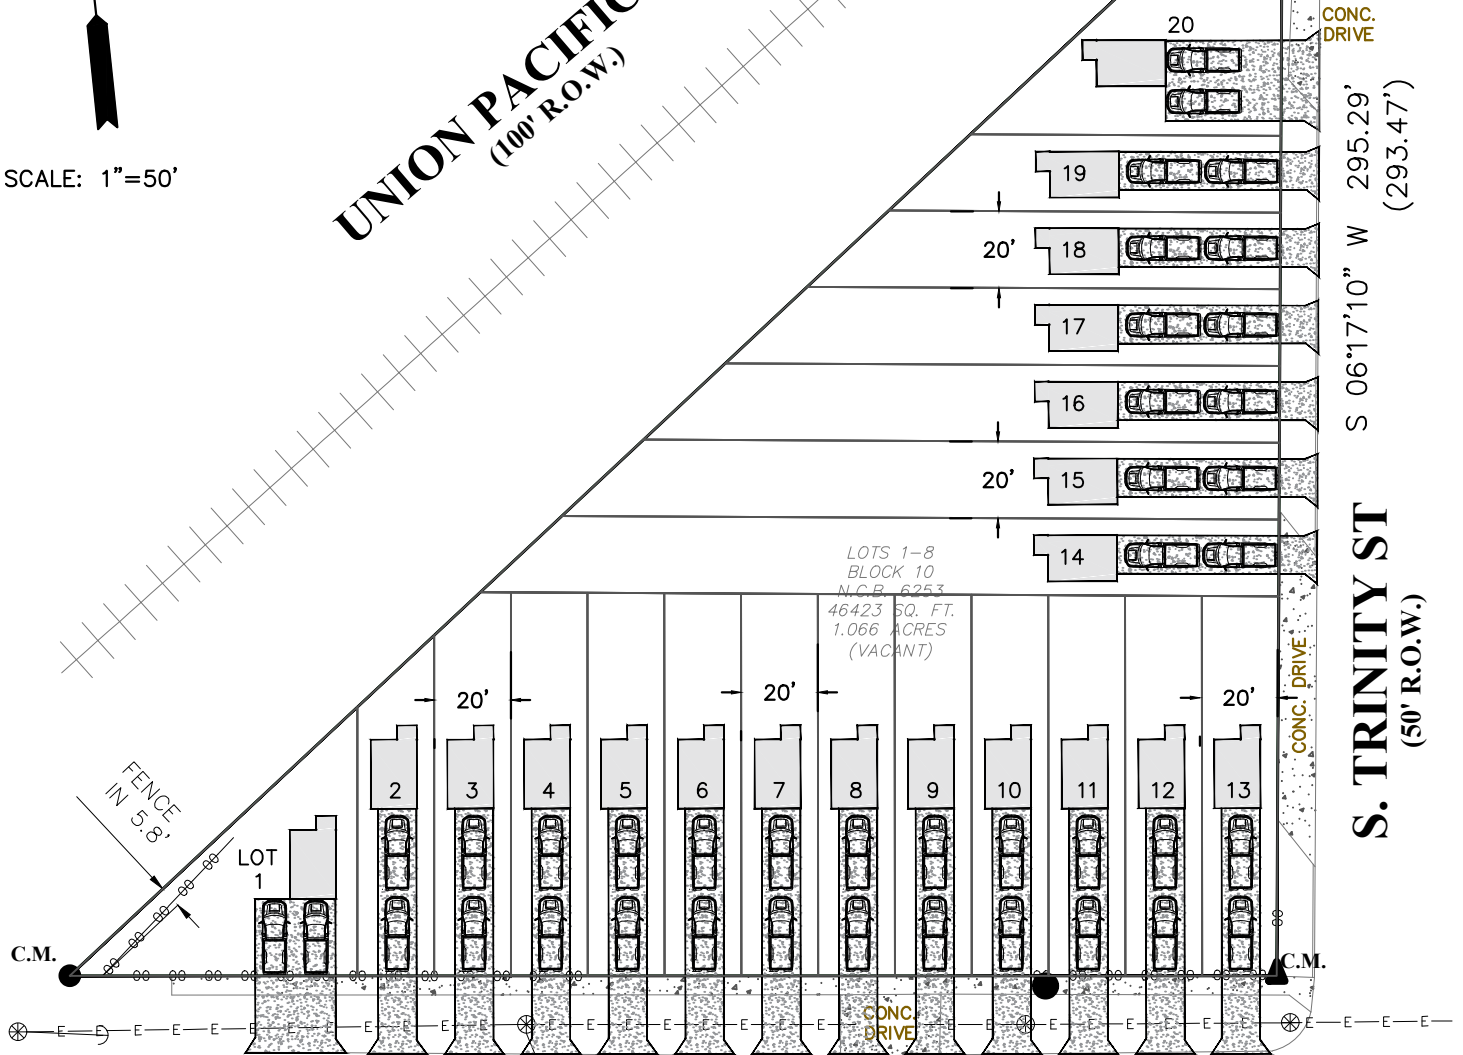 SCALE: 1"=50'
UNION PACIFIC
(100' R.O.W.)
CONC.
DRIVE
20
19
18
17
16
15
14
20'
20'
S 06°17'10" W 295.29'
(293.47')
S. TRINITY ST
(50' R.O.W.)
LOTS 1-8
BLOCK 10
N.C.B. 6253
46423 SQ. FT.
1.066 ACRES
(VACANT)
20'
20'
20'
CONC. DRIVE
FENCE
IN 5.8'
LOT
1
2
3
4
5
6
7
8
9
10
11
12
13
C.M.
C.M.
CONC.
DRIVE
E E E E E E E E E E E E E E E E E E E E E E E E E E E E E E E E